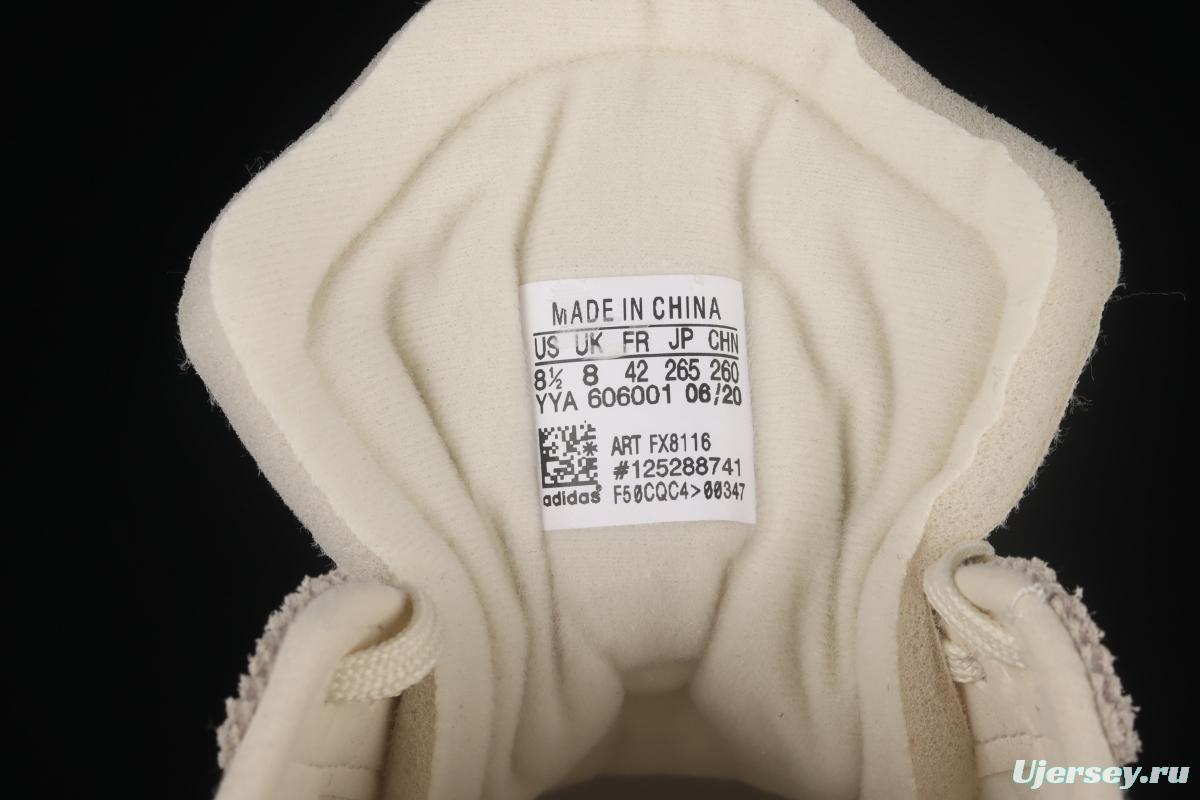 MADE IN CHINA
US UK FR JP CHN
8½ 8 42 265 260
YYA 606001 06/20
ART FX8116
#125288741
adidas® F50CQC4>00347
Ujersey.ru